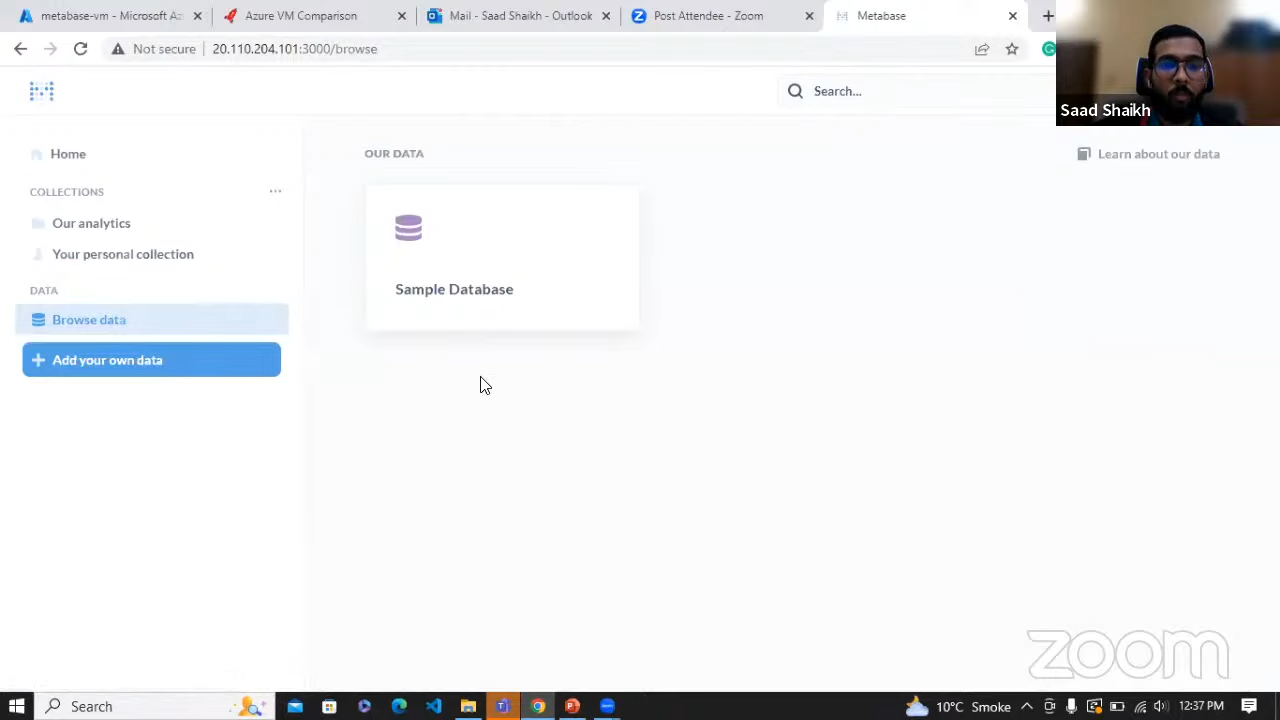 metabase-vm - Microsoft Az
Azure VM Comparison
Mail - Saad Shaikh - Outlook
Post Attendee - Zoom
Metabase
Not secure
20.110.204.101:3000/browse
Search...
Saad Shaikh
Home
OUR DATA
Learn about our data
COLLECTIONS
Our analytics
Your personal collection
Sample Database
DATA
Browse data
Add your own data
zoom
Search
10°C Smoke
12:37 PM